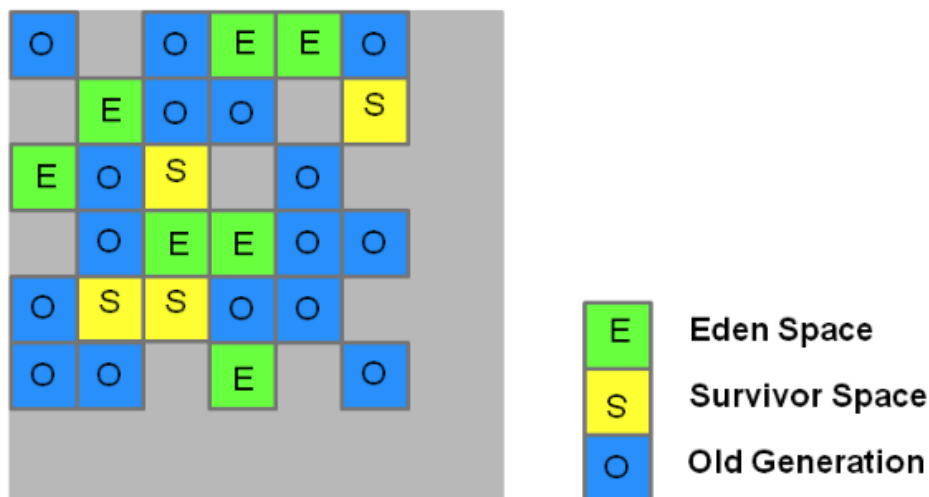 O O E E O
E O O S
E O S O
O E E O O
O S S O O
O O E O
E Eden Space
S Survivor Space
O Old Generation